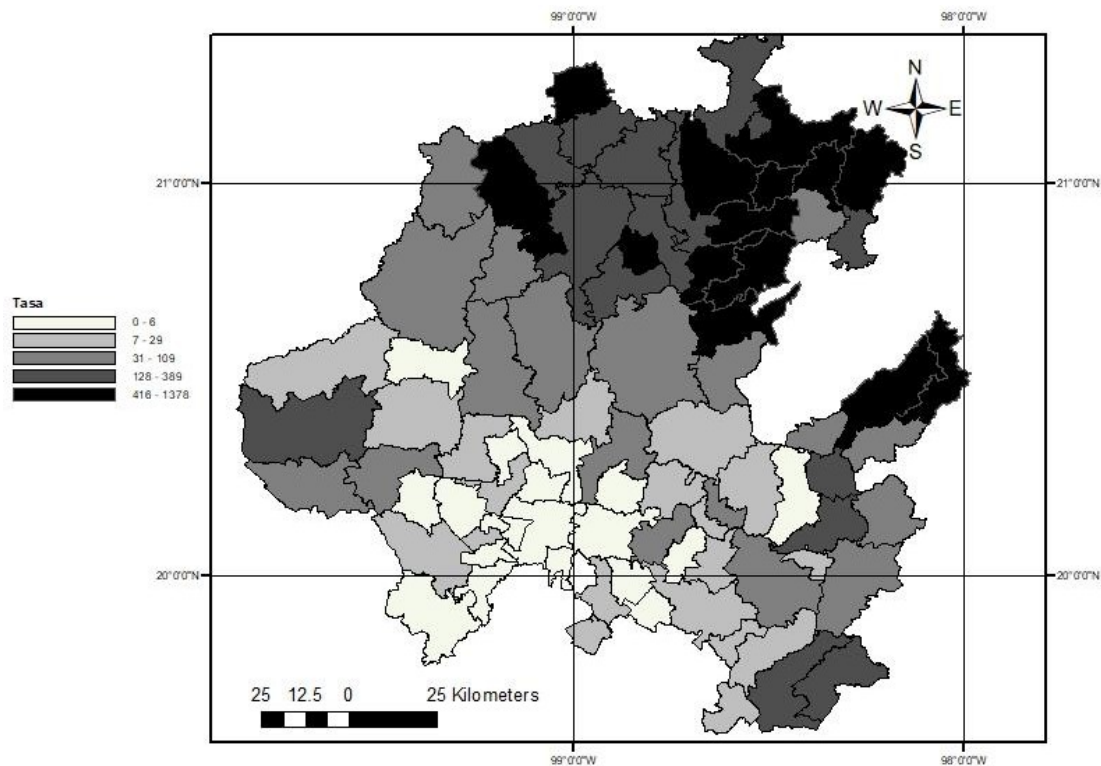 99°0'0"W 98°0'0"W
N
W E
S
21°0'0"N 21°0'0"N
Tasa
0 - 6
7 - 29
31 - 109
128 - 389
416 - 1378
20°0'0"N 20°0'0"N
25 12.5 0 25 Kilometers
99°0'0"W 98°0'0"W